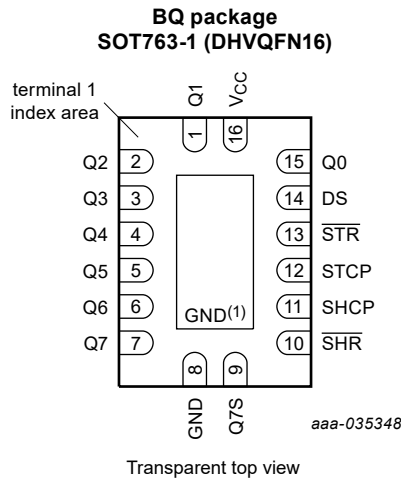 BQ package
SOT763-1 (DHVQFN16)
terminal 1
index area
Q1
VCC
1
16
Q2 2
15 Q0
Q3 3
14 DS
Q4 4
13 STR
Q5 5
12 STCP
Q6 6
11 SHCP
GND(1)
Q7 7
10 SHR
8
9
GND
Q7S
aaa-035348
Transparent top view